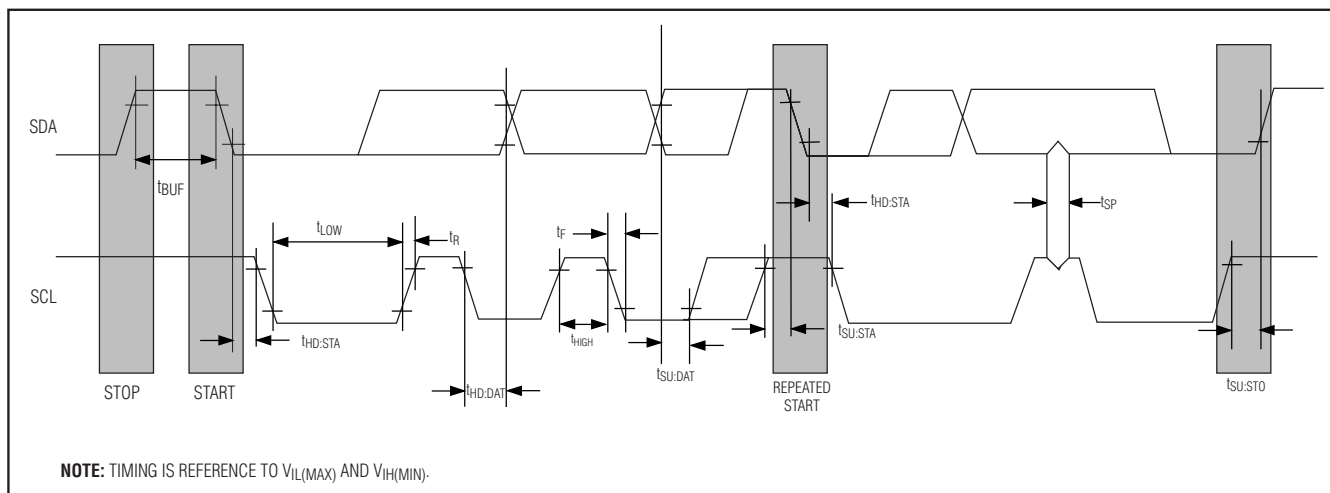 SDA
tBUF
tHD:STA
tSP
tLOW
tR
tF
SCL
tHD:STA
tHD:DAT
tHIGH
tSU:DAT
tSU:STA
tSU:STO
STOP
START
REPEATED
START
NOTE: TIMING IS REFERENCE TO VIL(MAX) AND VIH(MIN).